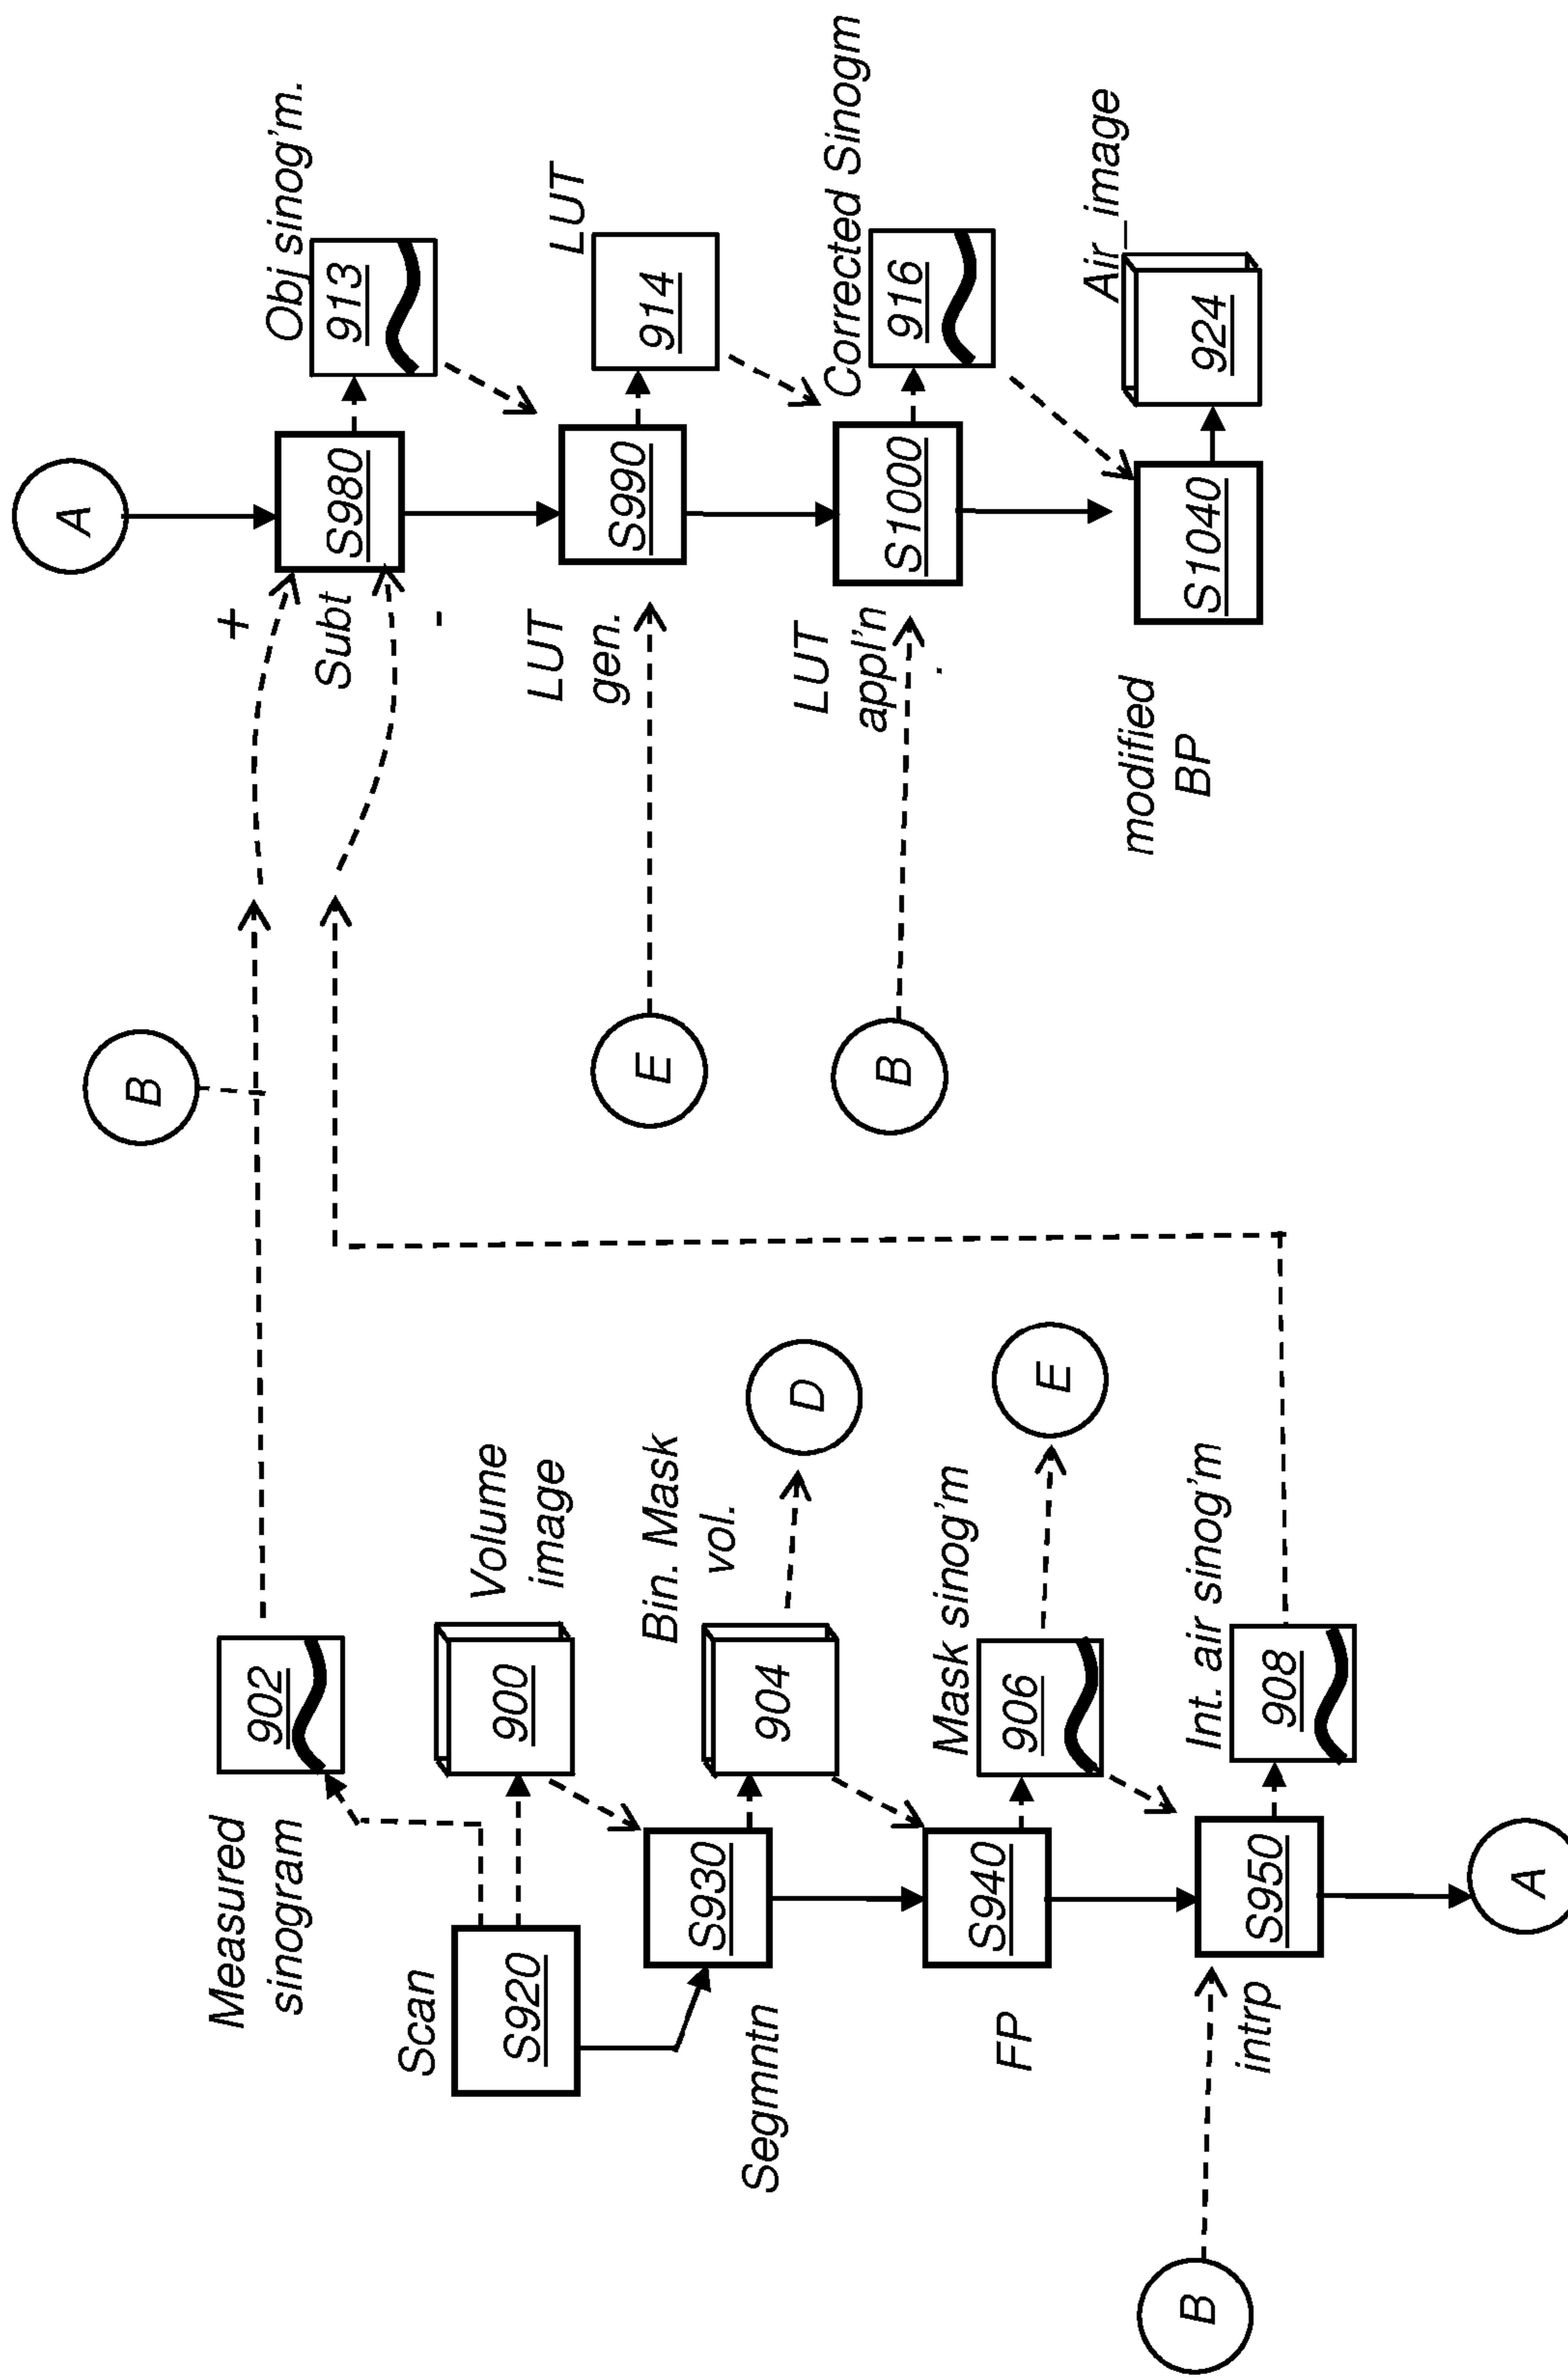 Measured
sinogram
902
B
Scan
S920
Volume
image
900
Segmntn
S930
Bin. Mask
vol.
904
D
FP
S940
Mask sinog'm
906
E
B
intrp
S950
Int. air sinog'm
908
A
A
+
Subt
-
S980
Obj sinog'm.
913
E
LUT
gen.
S990
LUT
914
B
LUT
appl'n
.
S1000
Corrected Sinogm
916
modified
BP
S1040
Air_image
924